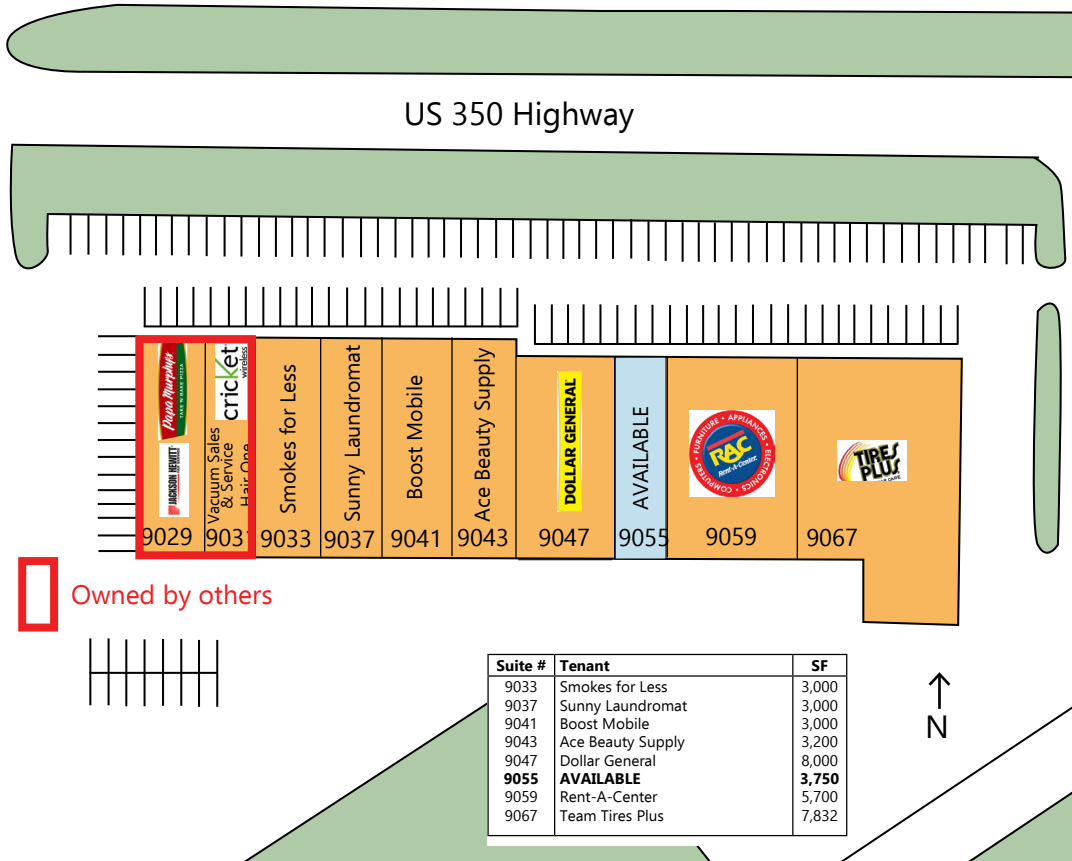 US 350 Highway
Papa Murphy's
TAKE 'N' BAKE PIZZA
JACKSON HEWITT
9029
cricket
wireless
Vacuum Sales
& Service
Hair One
9031
Smokes for Less
9033
Sunny Laundromat
9037
Boost Mobile
9041
Ace Beauty Supply
9043
DOLLAR GENERAL
9047
AVAILABLE
9055
FURNITURE • APPLIANCES • ELECTRONICS • COMPUTERS •
RAC
Rent-A-Center
9059
TIRES
PLUS
9067
Owned by others
Suite # Tenant SF
9033 Smokes for Less 3,000
9037 Sunny Laundromat 3,000
9041 Boost Mobile 3,000
9043 Ace Beauty Supply 3,200
9047 Dollar General 8,000
9055 AVAILABLE 3,750
9059 Rent-A-Center 5,700
9067 Team Tires Plus 7,832
N